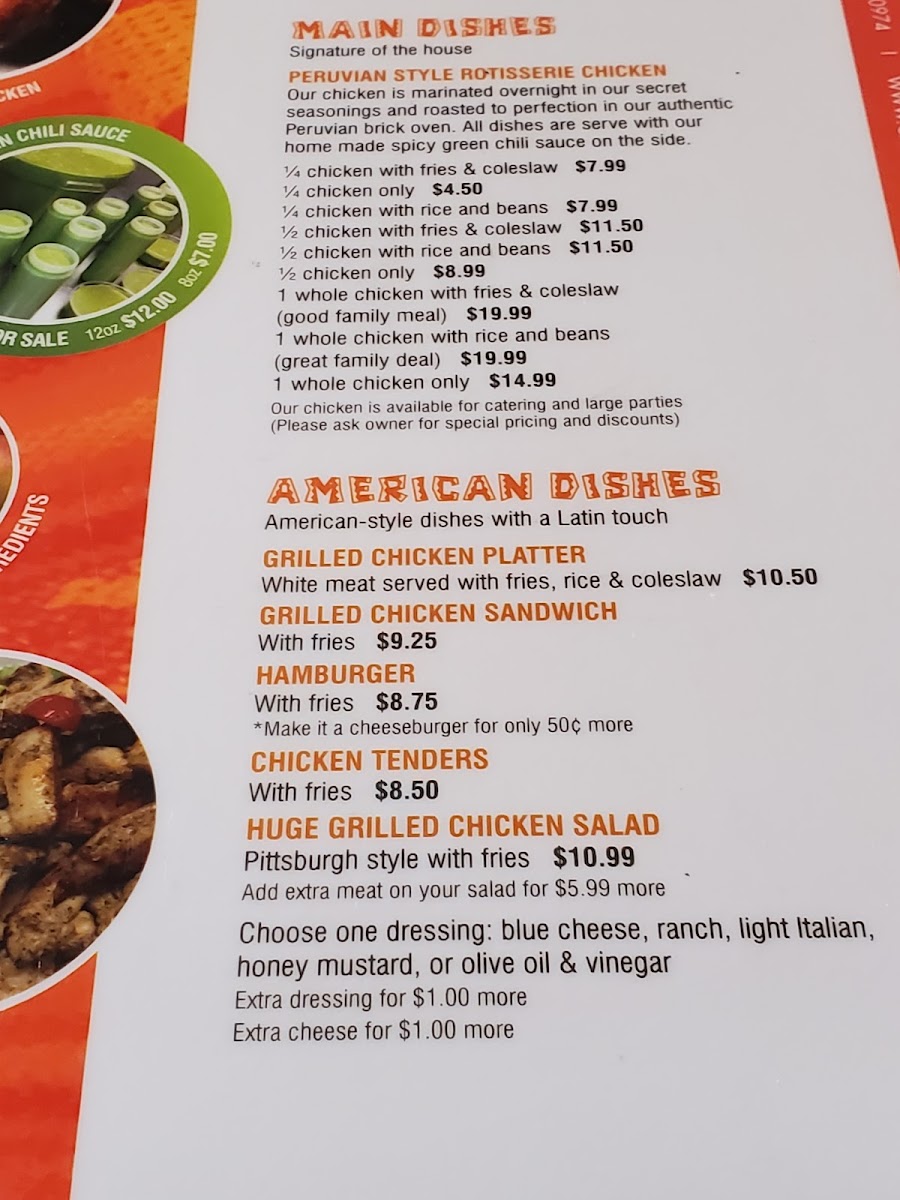 MAIN DISHES
Signature of the house
PERUVIAN STYLE ROTISSERIE CHICKEN
Our chicken is marinated overnight in our secret
seasonings and roasted to perfection in our authentic
Peruvian brick oven. All dishes are serve with our
home made spicy green chili sauce on the side.
¼ chicken with fries & coleslaw $7.99
¼ chicken only $4.50
¼ chicken with rice and beans $7.99
½ chicken with fries & coleslaw $11.50
½ chicken with rice and beans $11.50
½ chicken only $8.99
1 whole chicken with fries & coleslaw
(good family meal) $19.99
1 whole chicken with rice and beans
(great family deal) $19.99
1 whole chicken only $14.99
Our chicken is available for catering and large parties
(Please ask owner for special pricing and discounts)
AMERICAN DISHES
American-style dishes with a Latin touch
GRILLED CHICKEN PLATTER
White meat served with fries, rice & coleslaw $10.50
GRILLED CHICKEN SANDWICH
With fries $9.25
HAMBURGER
With fries $8.75
*Make it a cheeseburger for only 50¢ more
CHICKEN TENDERS
With fries $8.50
HUGE GRILLED CHICKEN SALAD
Pittsburgh style with fries $10.99
Add extra meat on your salad for $5.99 more
Choose one dressing: blue cheese, ranch, light Italian,
honey mustard, or olive oil & vinegar
Extra dressing for $1.00 more
Extra cheese for $1.00 more
CKEN
N CHILI SAUCE
OR SALE 12oz $12.00 8oz $7.00
EDIENTS
0974 |